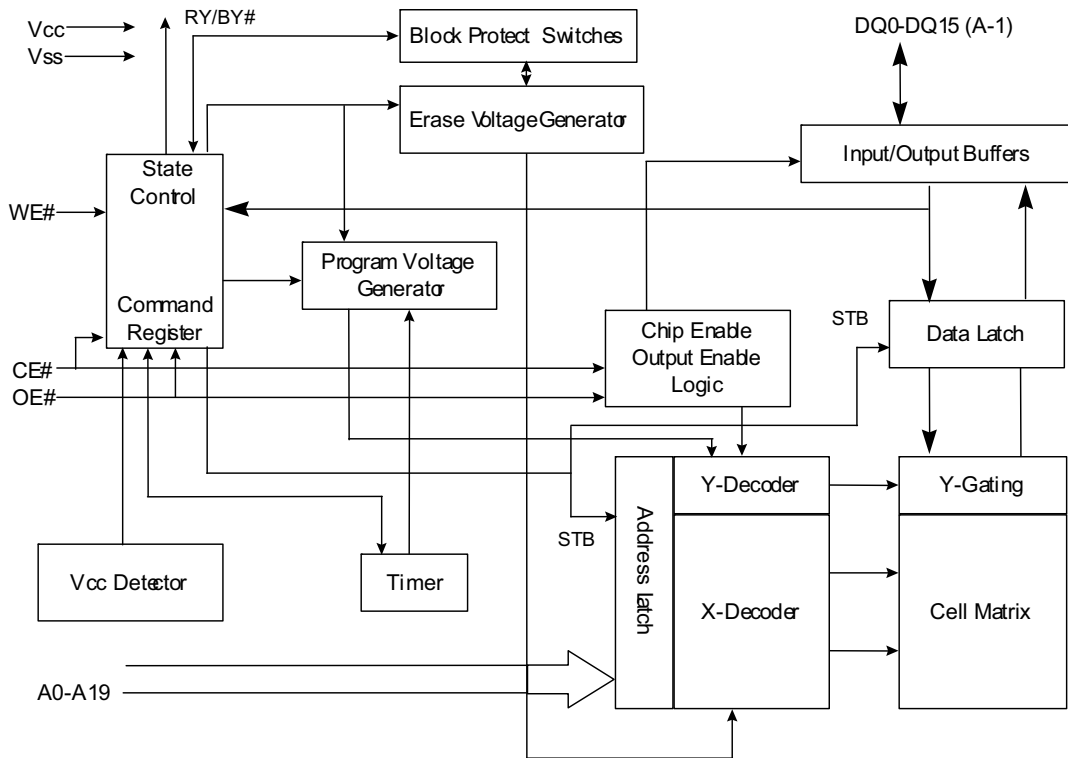 Vcc
Vss
RY/BY#
Block Protect Switches
DQ0-DQ15 (A-1)
Erase Voltage Generator
Input/Output Buffers
State
Control
WE#
Program Voltage
Generator
Command
Register
Chip Enable
Output Enable
Logic
STB
Data Latch
CE#
OE#
Y-Decoder
Y-Gating
Address latch
STB
Vcc Detector
Timer
X-Decoder
Cell Matrix
A0-A19